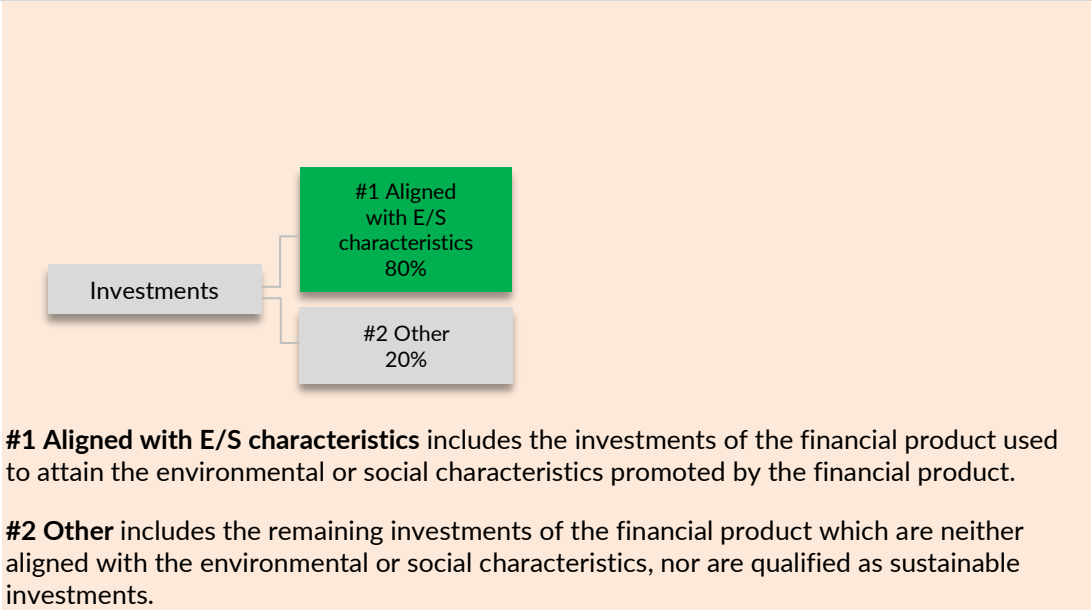 #1 Aligned
with E/S
characteristics
80%
Investments
#2 Other
20%
#1 Aligned with E/S characteristics includes the investments of the financial product used
to attain the environmental or social characteristics promoted by the financial product.
#2 Other includes the remaining investments of the financial product which are neither
aligned with the environmental or social characteristics, nor are qualified as sustainable
investments.